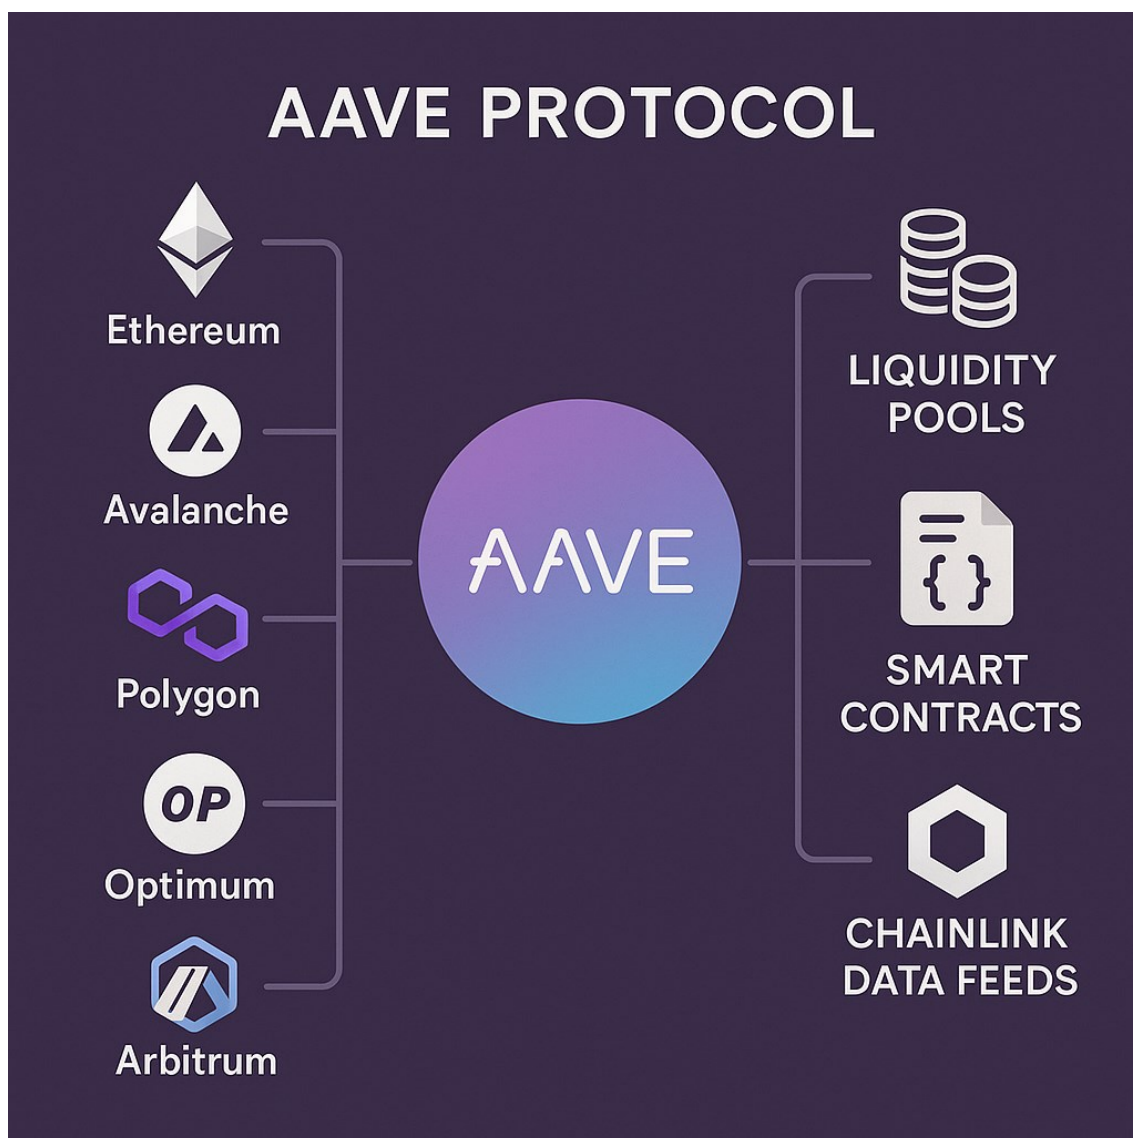 AAVE PROTOCOL
Ethereum
Avalanche
Polygon
OP
Optimum
Arbitrum
AAVE
LIQUIDITY
POOLS
{ }
SMART
CONTRACTS
CHAINLINK
DATA FEEDS